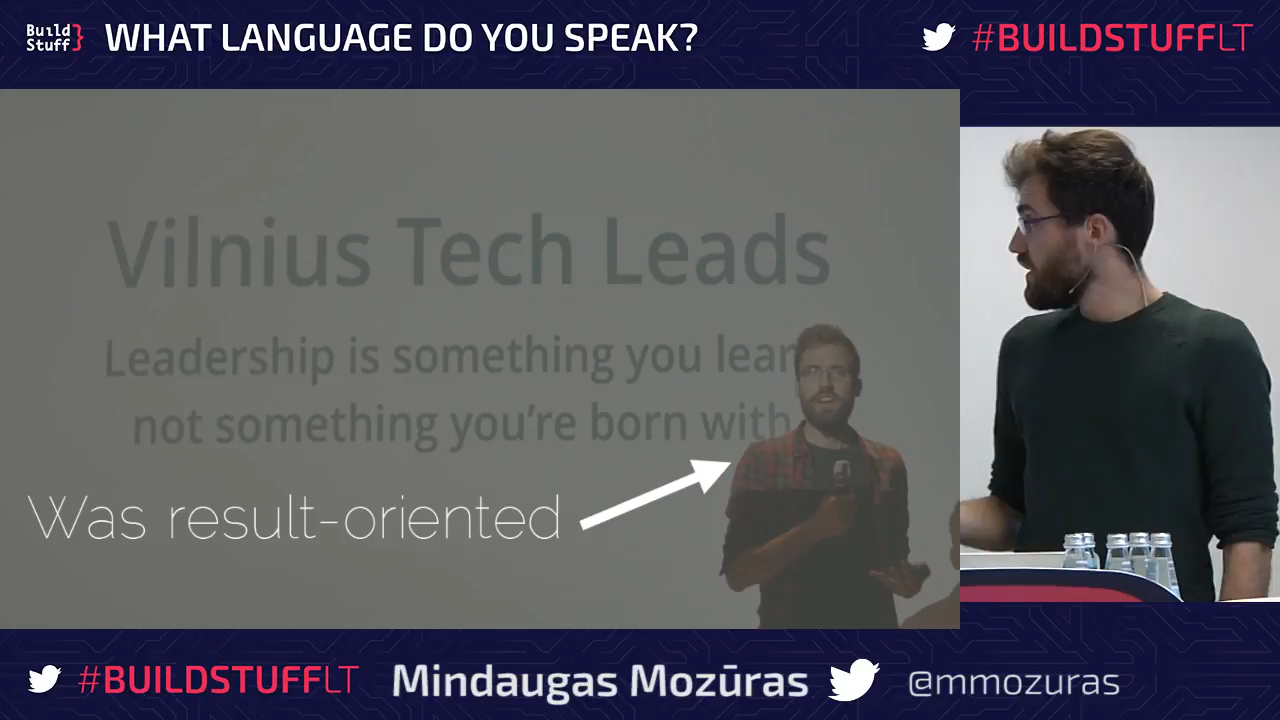 Build
Stuff}
WHAT LANGUAGE DO YOU SPEAK?
#BUILDSTUFFLT
Vilnius Tech Leads
Leadership is something you lear
not something you’re born with
Was result-oriented
#BUILDSTUFFLT
Mindaugas Mozūras
@mmozuras